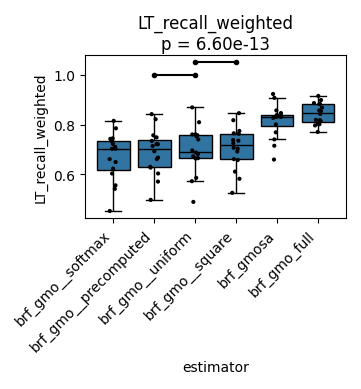 LT_recall_weighted
p = 6.60e-13
LT_recall_weighted
1.0
0.8
0.6
brf_gmo__softmax
brf_gmo__precomputed
brf_gmo__uniform
brf_gmo__square
brf_gmosa
brf_gmo_full
estimator